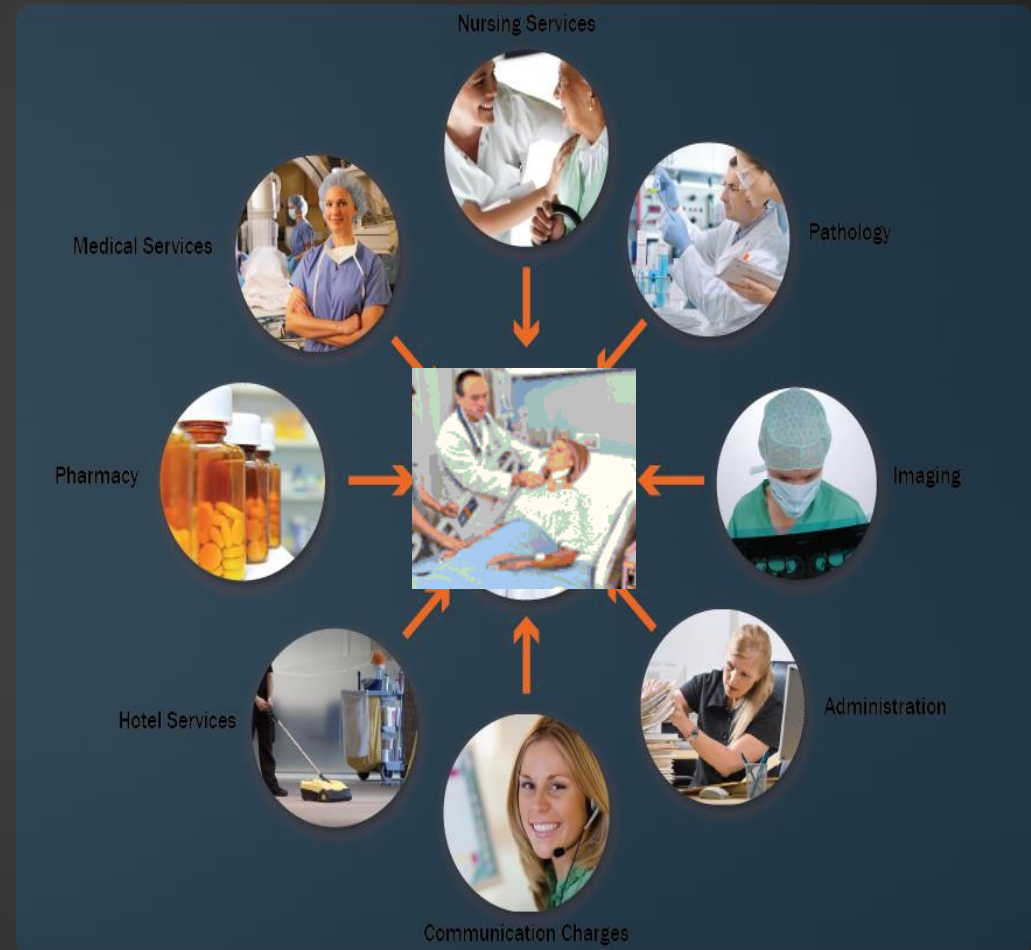 Nursing Services
Medical Services
Pathology
Pharmacy
Imaging
Hotel Services
Administration
Communication Charges